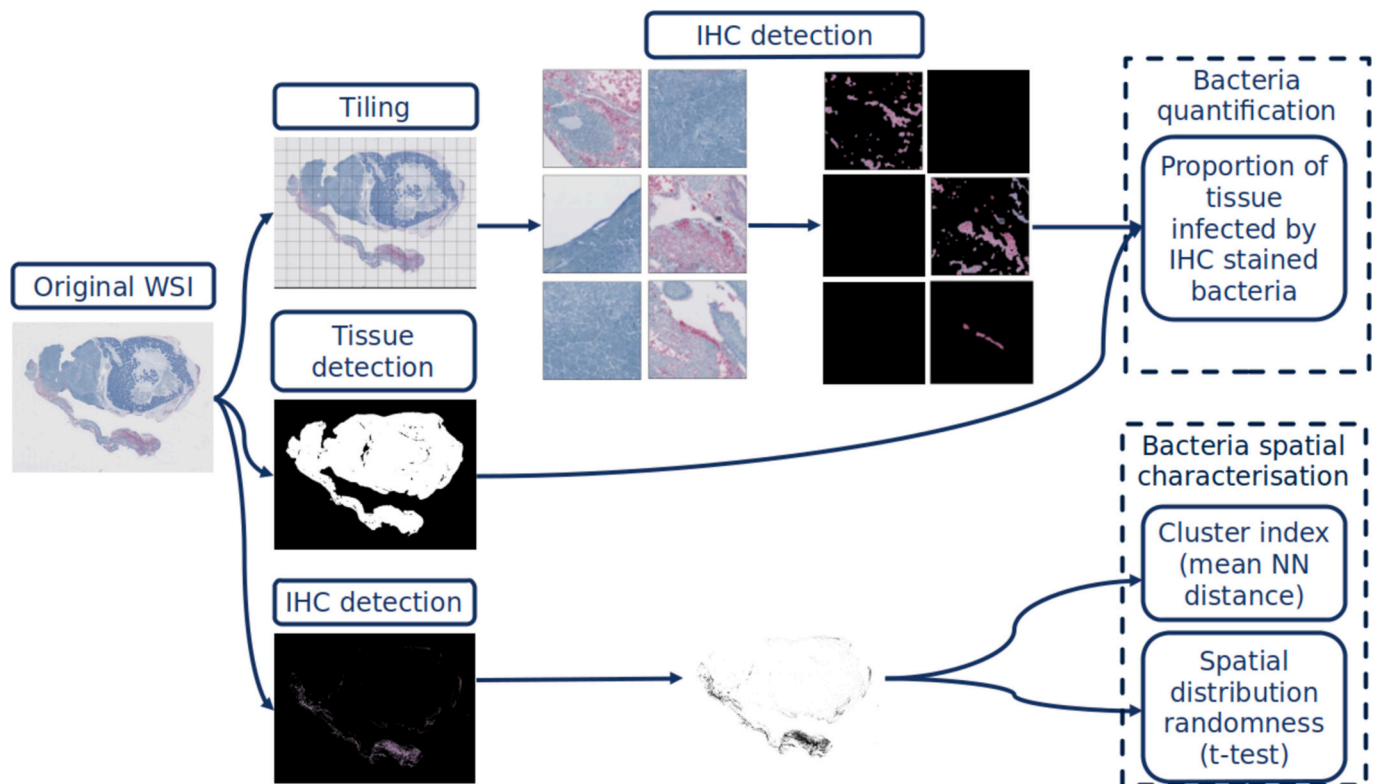 IHC detection
Tiling
Original WSI
Tissue
detection
IHC detection
Bacteria
quantification
Proportion of
tissue
infected by
IHC stained
bacteria
Bacteria spatial
characterisation
Cluster index
(mean NN
distance)
Spatial
distribution
randomness
(t-test)